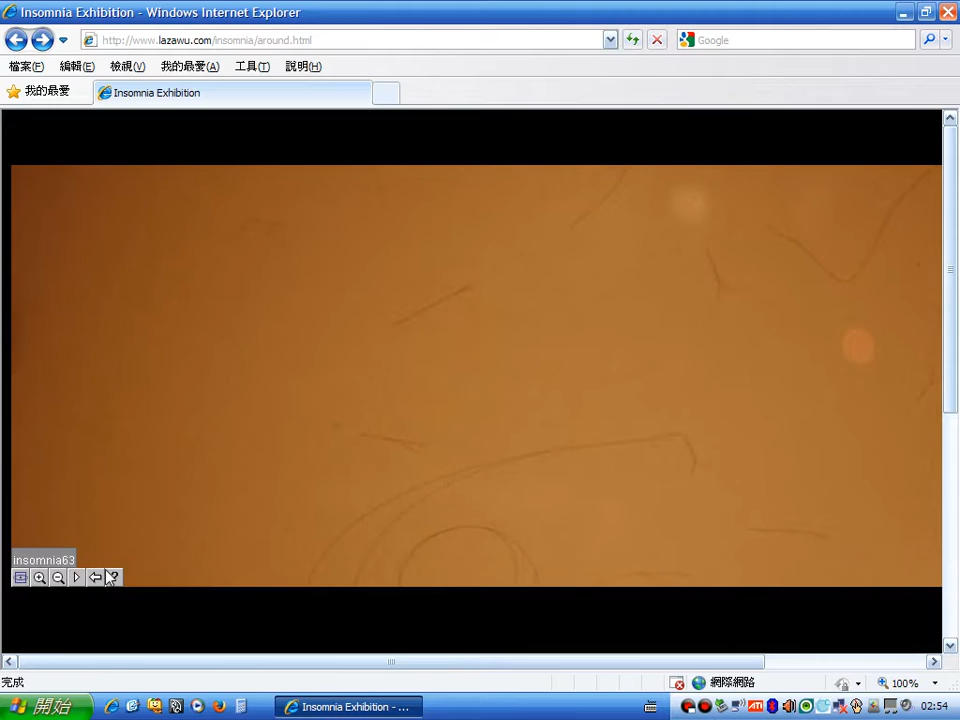 Insomnia Exhibition - Windows Internet Explorer
http://www.lazawu.com/insomnia/around.html
Google
檔案(F) 編輯(E) 檢視(V) 我的最愛(A) 工具(T) 說明(H)
我的最愛 Insomnia Exhibition
insomnia63
?
完成 網際網路 100%
開始 Insomnia Exhibition - ... ATI 02:54